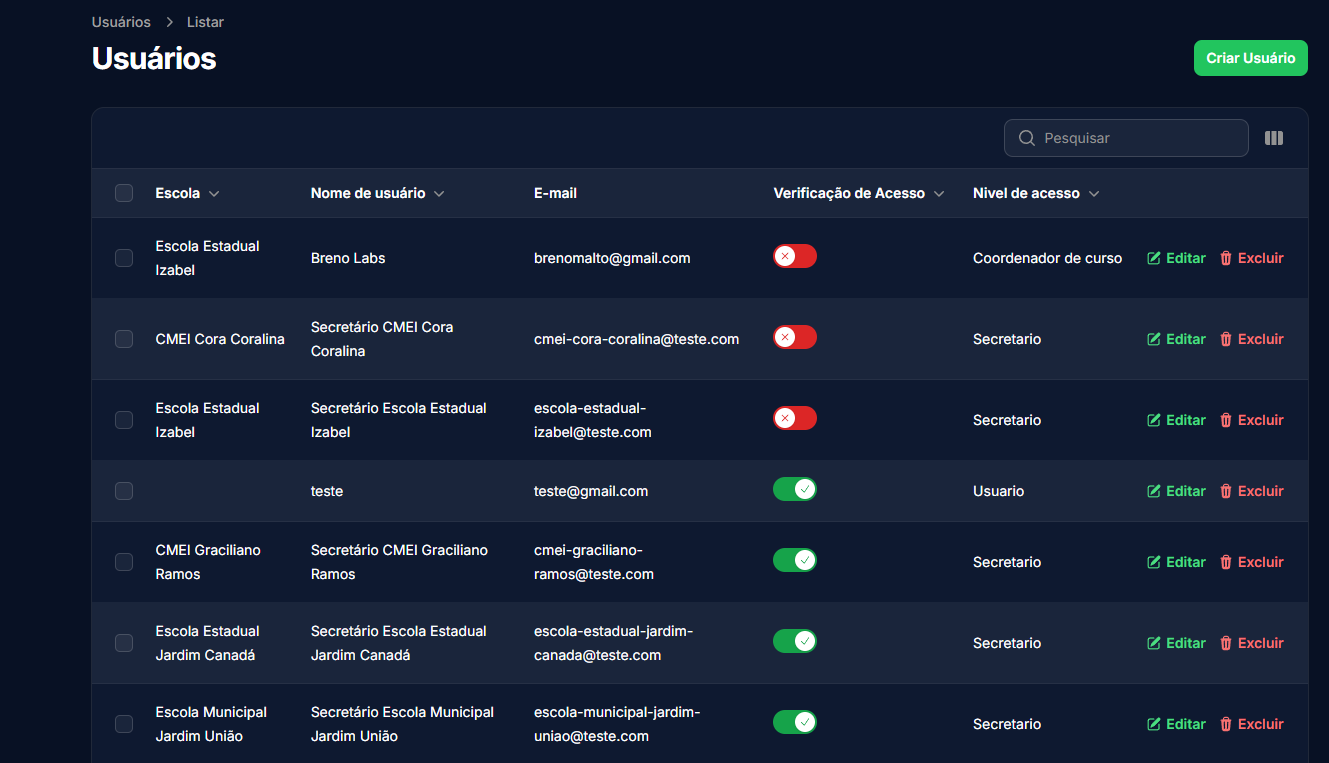 Usuários > Listar
Usuários
Criar Usuário
Pesquisar
Escola Nome de usuário E-mail Verificação de Acesso Nivel de acesso
Escola Estadual
Izabel
Breno Labs
brenomalto@gmail.com
Coordenador de curso
Editar Excluir
CMEI Cora Coralina
Secretário CMEI Cora
Coralina
cmei-cora-coralina@teste.com
Secretario
Editar Excluir
Escola Estadual
Izabel
Secretário Escola Estadual
Izabel
escola-estadual-
izabel@teste.com
Secretario
Editar Excluir
teste
teste@gmail.com
Usuario
Editar Excluir
CMEI Graciliano
Ramos
Secretário CMEI Graciliano
Ramos
cmei-graciliano-
ramos@teste.com
Secretario
Editar Excluir
Escola Estadual
Jardim Canadá
Secretário Escola Estadual
Jardim Canadá
escola-estadual-jardim-
canada@teste.com
Secretario
Editar Excluir
Escola Municipal
Jardim União
Secretário Escola Municipal
Jardim União
escola-municipal-jardim-
uniao@teste.com
Secretario
Editar Excluir